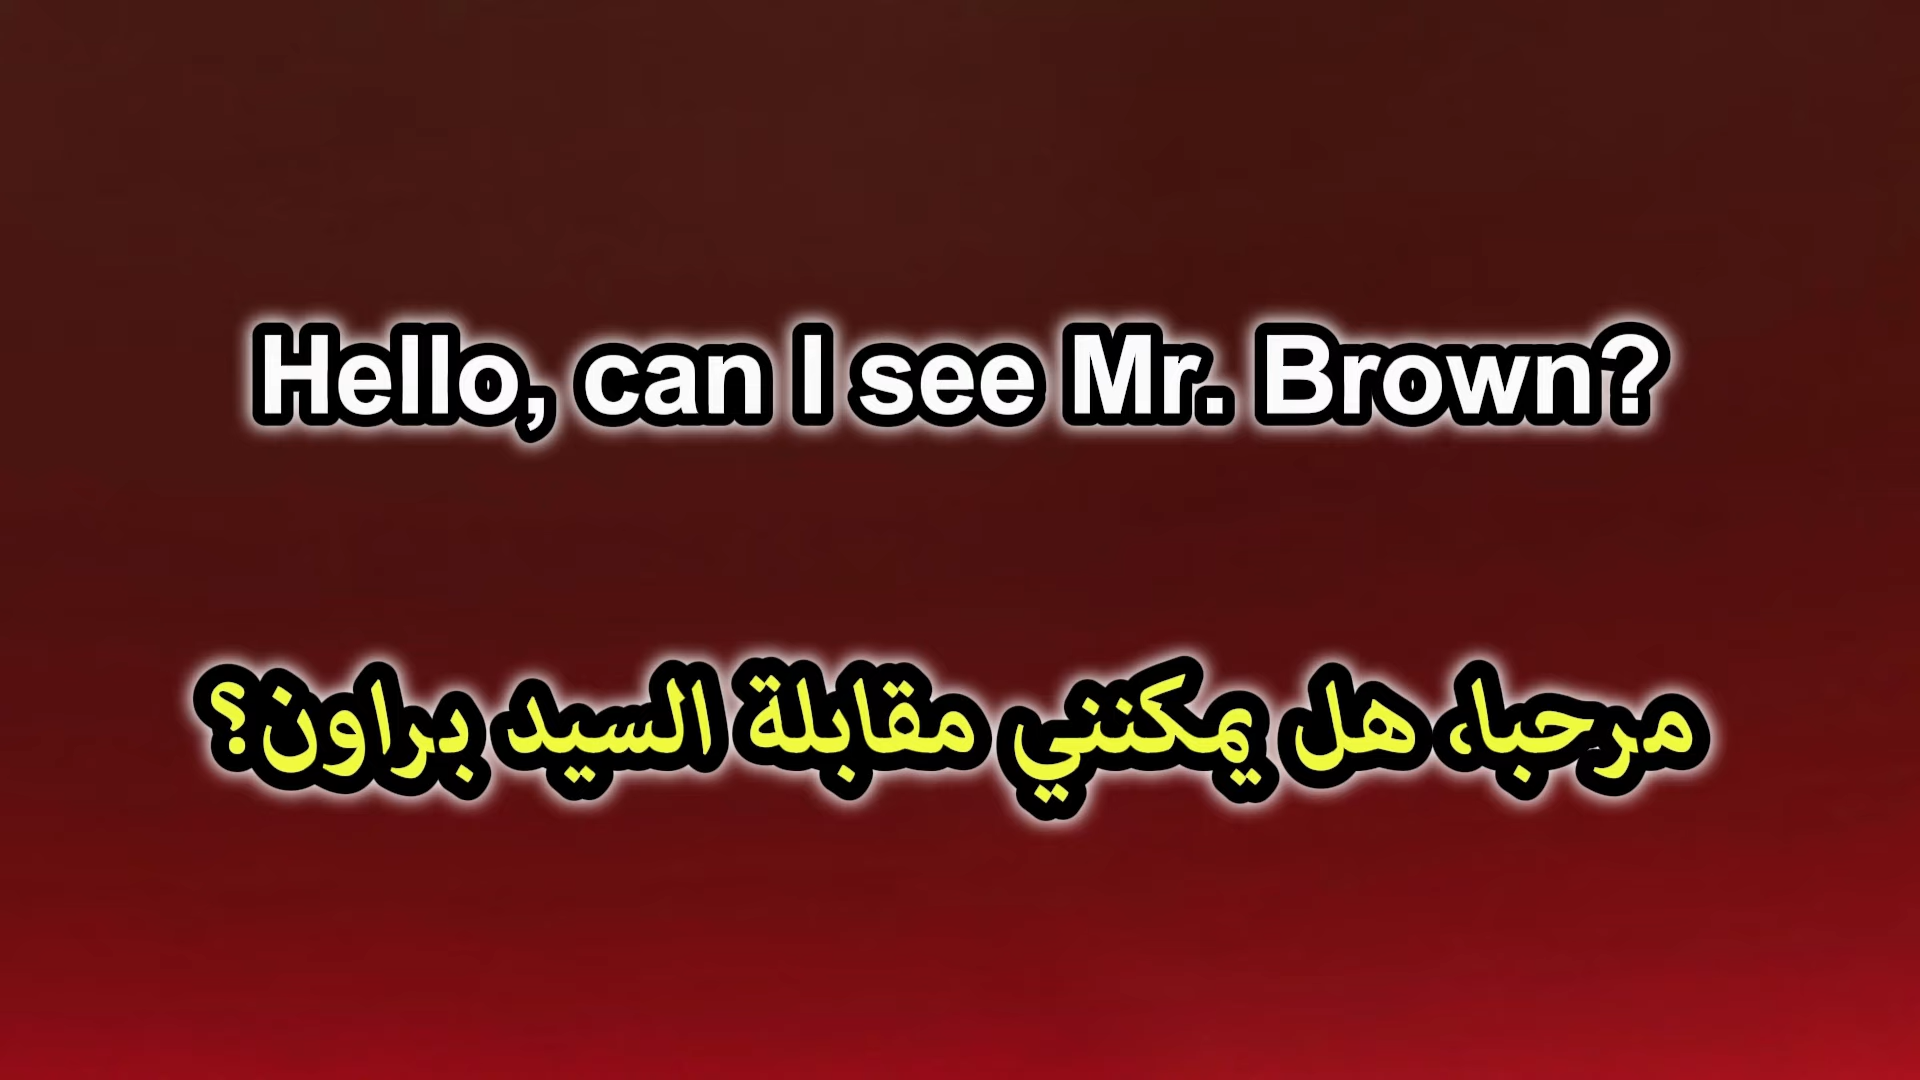 Hello, can I see Mr. Brown?
مرحبا، هل يمكنني مقابلة السيد براون؟